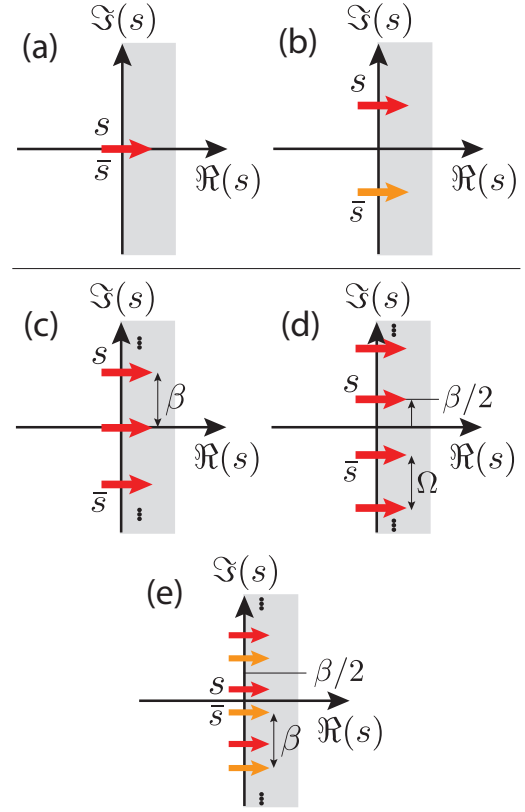 (a)
ℑ(s)
s
s̄
ℜ(s)
(b)
ℑ(s)
s
s̄
ℜ(s)
(c)
ℑ(s)
s
β
s̄
ℜ(s)
(d)
ℑ(s)
s
β/2
s̄
ℜ(s)
Ω
(e)
ℑ(s)
β/2
s
s̄
β
ℜ(s)